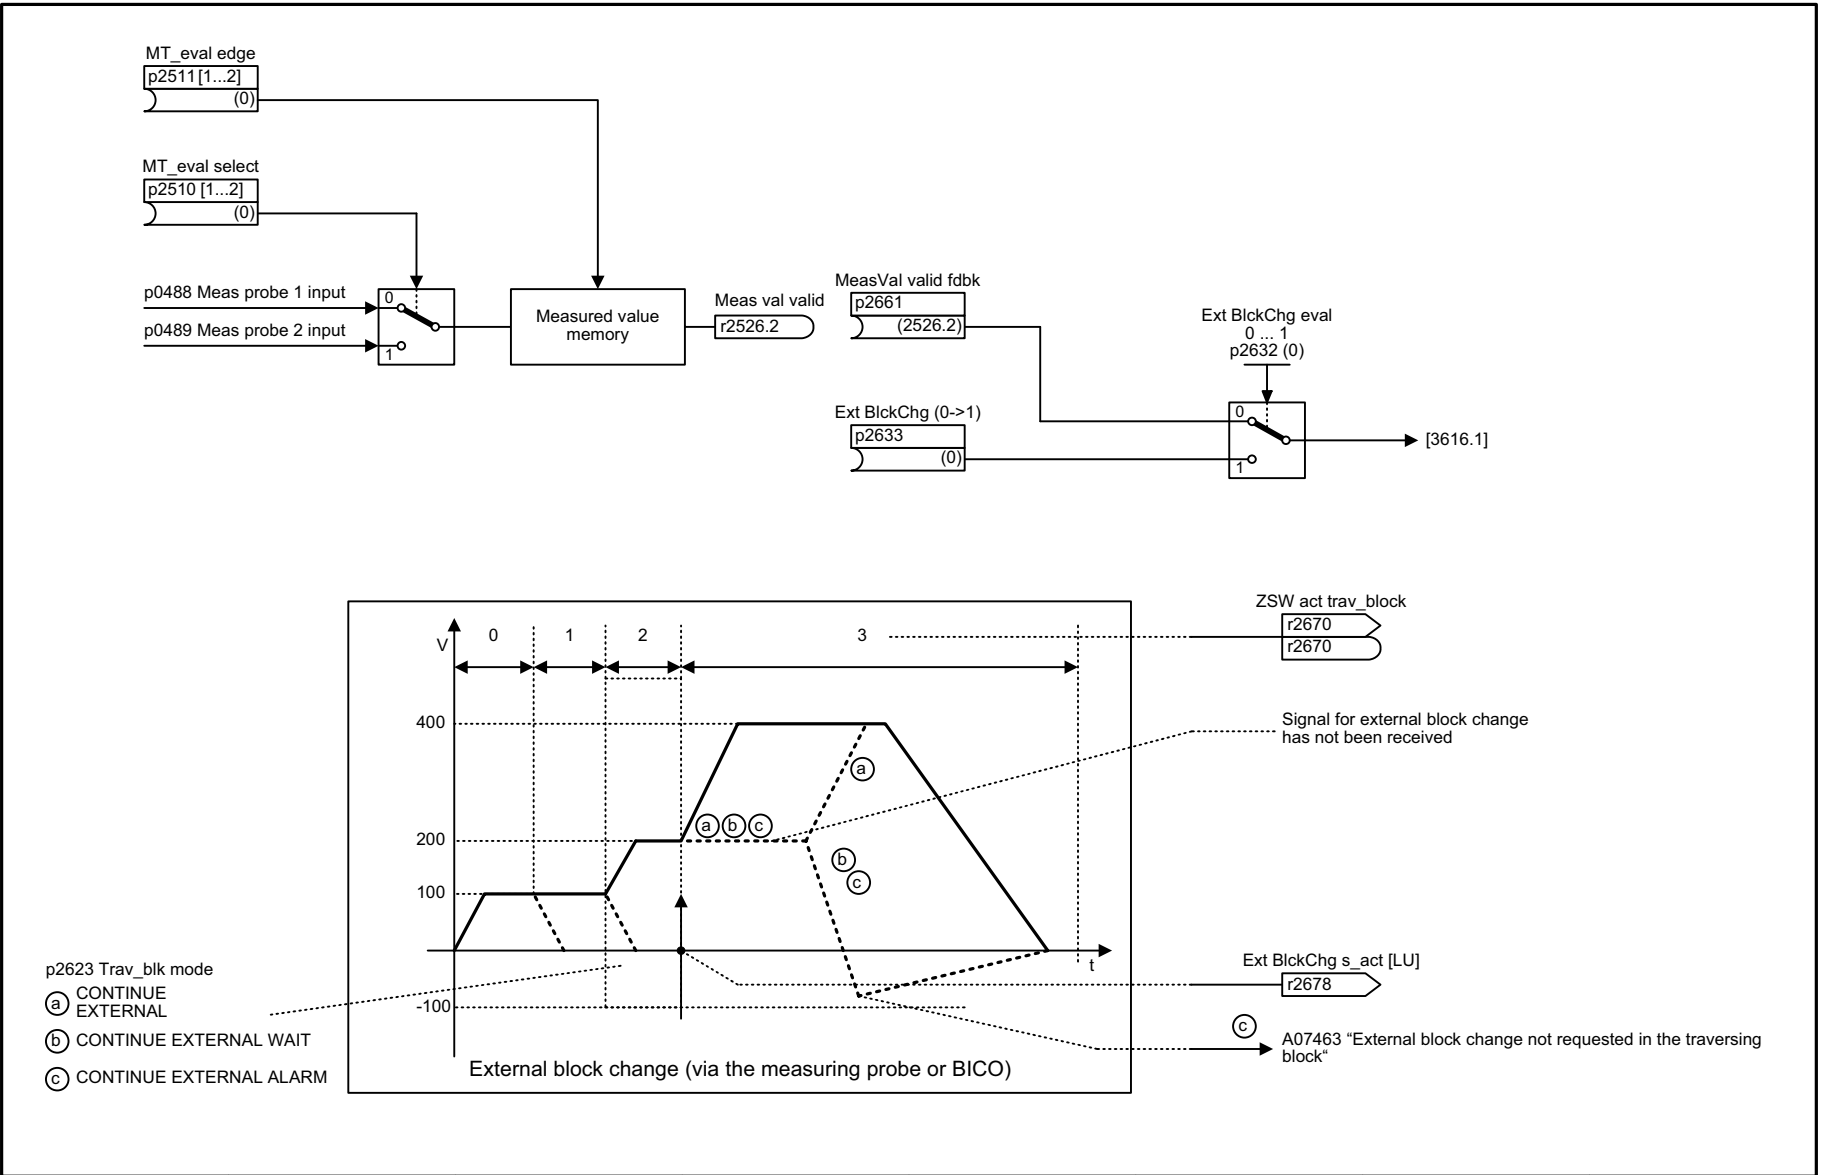 MT_eval edge
p2511 [1...2]
(0)
MT_eval select
p2510 [1...2]
(0)
p0488 Meas probe 1 input
p0489 Meas probe 2 input
0
1
Measured value
memory
Meas val valid
r2526.2
MeasVal valid fdbk
p2661
(2526.2)
Ext BlckChg (0->1)
p2633
(0)
Ext BlckChg eval
0 ... 1
p2632 (0)
0
1
[3616.1]
V
0
1
2
3
400
200
100
-100
t
a
a b c
b
c
External block change (via the measuring probe or BICO)
ZSW act trav_block
r2670
r2670
Signal for external block change
has not been received
Ext BlckChg s_act [LU]
r2678
c
A07463 “External block change not requested in the traversing
block“
p2623 Trav_blk mode
a CONTINUE
EXTERNAL
b CONTINUE EXTERNAL WAIT
c CONTINUE EXTERNAL ALARM